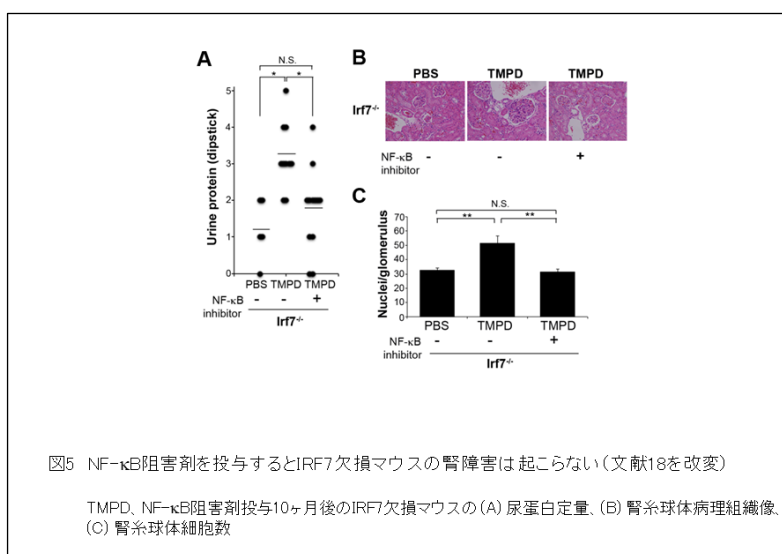 A
N.S.
*
*
Urine protein (dipstick)
5
4
3
2
1
0
PBS TMPD TMPD
NF-κB - - +
inhibitor
Irf7-/-
B
PBS TMPD TMPD
Irf7-/-
NF-κB - - +
inhibitor
C
N.S.
** **
Nuclei/glomerulus
70
60
50
40
30
20
10
0
PBS TMPD TMPD
NF-κB - - +
inhibitor
Irf7-/-
図5 NF-κB阻害剤を投与するとIRF7欠損マウスの腎障害は起こらない(文献18を改変)
TMPD、NF-κB阻害剤投与10ヶ月後のIRF7欠損マウスの(A) 尿蛋白定量、(B) 腎糸球体病理組織像、
(C) 腎糸球体細胞数